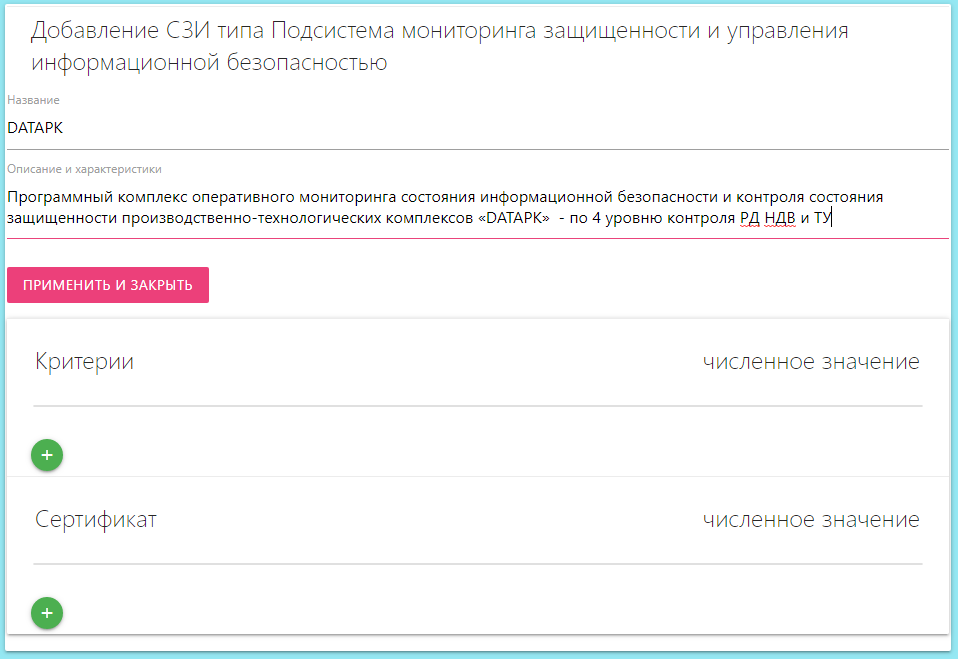 Добавление СЗИ типа Подсистема мониторинга защищенности и управления
информационной безопасностью
Название
DATAPK
Описание и характеристики
Программный комплекс оперативного мониторинга состояния информационной безопасности и контроля состояния
защищенности производственно-технологических комплексов «DATAPK»  - по 4 уровню контроля РД НДВ и ТУ
ПРИМЕНИТЬ И ЗАКРЫТЬ
Критерии численное значение
+
Сертификат численное значение
+